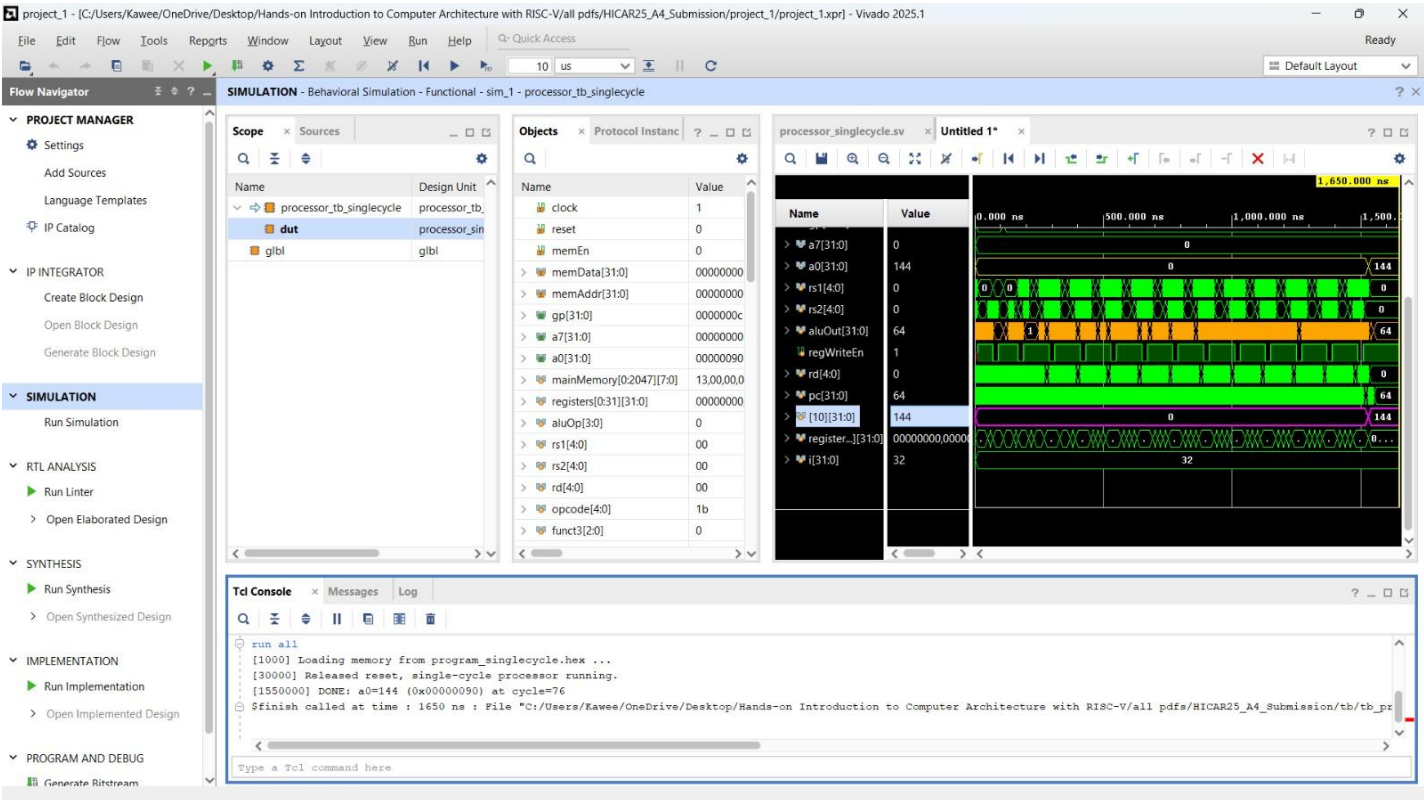 project_1 - [C:/Users/Kawee/OneDrive/Desktop/Hands-on Introduction to Computer Architecture with RISC-V/all pdfs/HICAR25_A4_Submission/project_1/project_1.xpr] - Vivado 2025.1
File Edit Flow Tools Reports Window Layout View Run Help Quick Access Ready
10 us Default Layout
Flow Navigator
PROJECT MANAGER
Settings
Add Sources
Language Templates
IP Catalog
IP INTEGRATOR
Create Block Design
Open Block Design
Generate Block Design
SIMULATION
Run Simulation
RTL ANALYSIS
Run Linter
Open Elaborated Design
SYNTHESIS
Run Synthesis
Open Synthesized Design
IMPLEMENTATION
Run Implementation
Open Implemented Design
PROGRAM AND DEBUG
Generate Bitstream
SIMULATION - Behavioral Simulation - Functional - sim_1 - processor_tb_singlecycle
Scope Sources
Name Design Unit
processor_tb_singlecycle processor_tb_
dut processor_sin
glbl glbl
Objects Protocol Instanc
Name Value
clock 1
reset 0
memEn 0
memData[31:0] 00000000
memAddr[31:0] 00000000
gp[31:0] 0000000c
a7[31:0] 00000000
a0[31:0] 00000090
mainMemory[0:2047][7:0] 13,00,00,0
registers[0:31][31:0] 00000000
aluOp[3:0] 0
rs1[4:0] 00
rs2[4:0] 00
rd[4:0] 00
opcode[4:0] 1b
funct3[2:0] 0
processor_singlecycle.sv Untitled 1*
1,650.000 ns
Name Value 0.000 ns 500.000 ns 1,000.000 ns 1,500.
a7[31:0] 0 0
a0[31:0] 144 0 144
rs1[4:0] 0 0 0 0
rs2[4:0] 0 0
aluOut[31:0] 64 1 64
regWriteEn 1
rd[4:0] 0 0
pc[31:0] 64 64
[10][31:0] 144 0 144
register...][31:0] 00000000,0000 0...
i[31:0] 32 32
Tcl Console Messages Log
run all
[1000] Loading memory from program_singlecycle.hex ...
[30000] Released reset, single-cycle processor running.
[1550000] DONE: a0=144 (0x00000090) at cycle=76
$finish called at time : 1650 ns : File "C:/Users/Kawee/OneDrive/Desktop/Hands-on Introduction to Computer Architecture with RISC-V/all pdfs/HICAR25_A4_Submission/tb/tb_pr
Type a Tcl command here